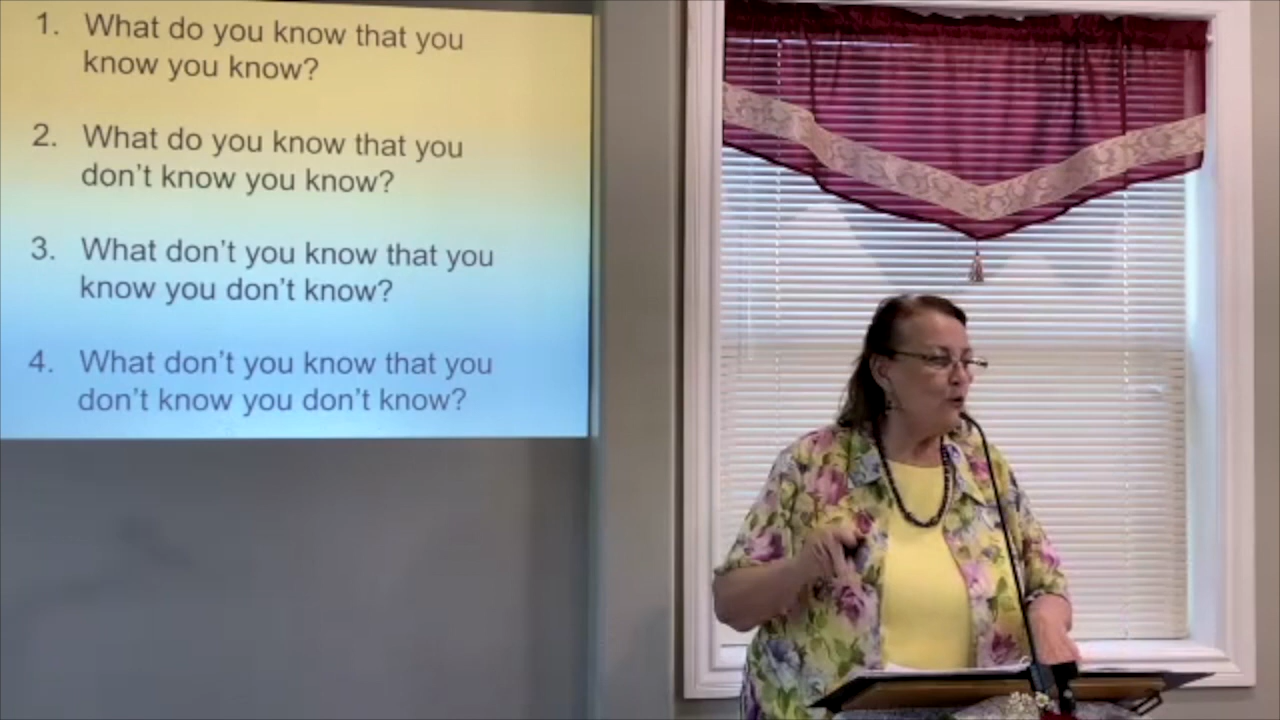 1. What do you know that you
know you know?
2. What do you know that you
don't know you know?
3. What don't you know that you
know you don't know?
4. What don't you know that you
don't know you don't know?